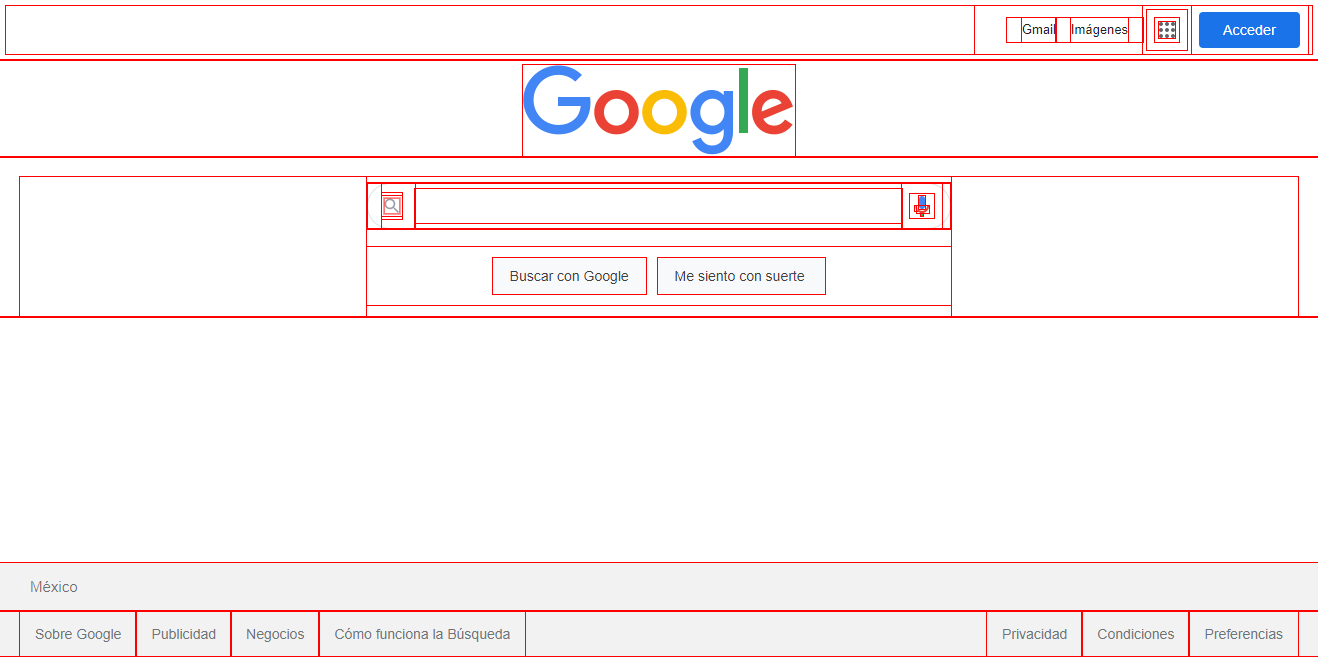 Gmail Imágenes Acceder
Google
Buscar con Google Me siento con suerte
México
Sobre Google Publicidad Negocios Cómo funciona la Búsqueda Privacidad Condiciones Preferencias